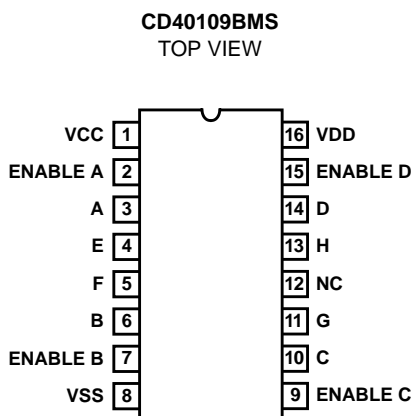 CD40109BMS
TOP VIEW
VCC 1 16 VDD
ENABLE A 2 15 ENABLE D
A 3 14 D
E 4 13 H
F 5 12 NC
B 6 11 G
ENABLE B 7 10 C
VSS 8 9 ENABLE C